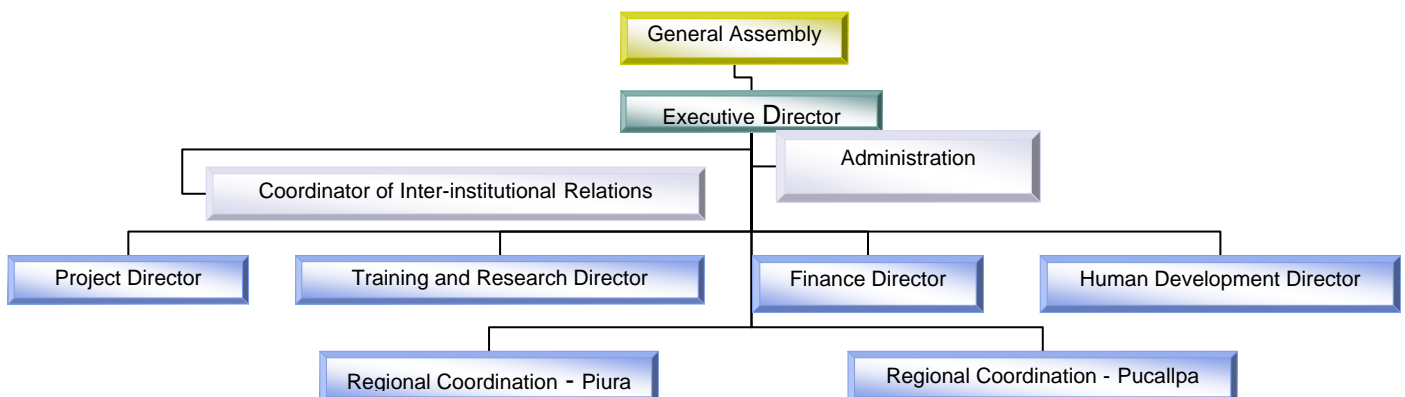 General Assembly
Executive Director
Administration
Coordinator of Inter-institutional Relations
Project Director
Training and Research Director
Finance Director
Human Development Director
Regional Coordination - Piura
Regional Coordination - Pucallpa